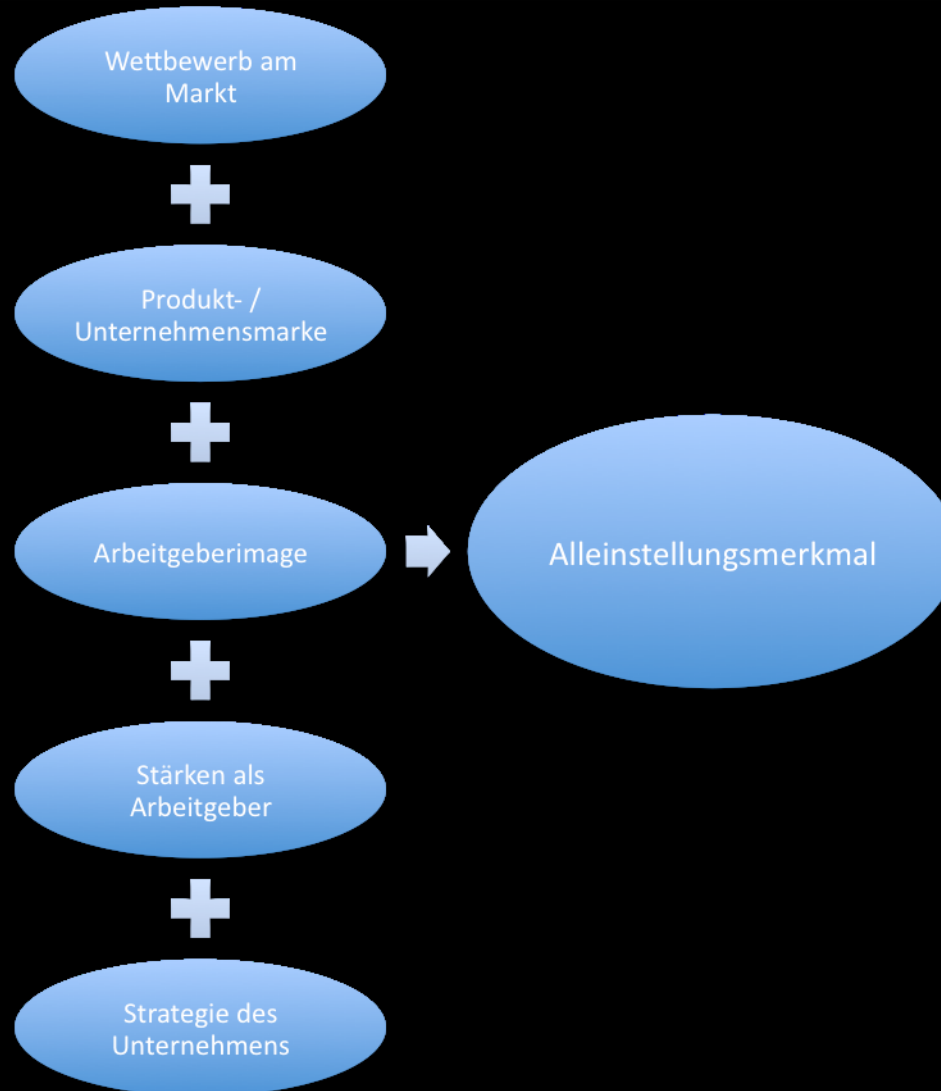 Wettbewerb am
Markt
Produkt- /
Unternehmensmarke
Arbeitgeberimage
Alleinstellungsmerkmal
Stärken als
Arbeitgeber
Strategie des
Unternehmens